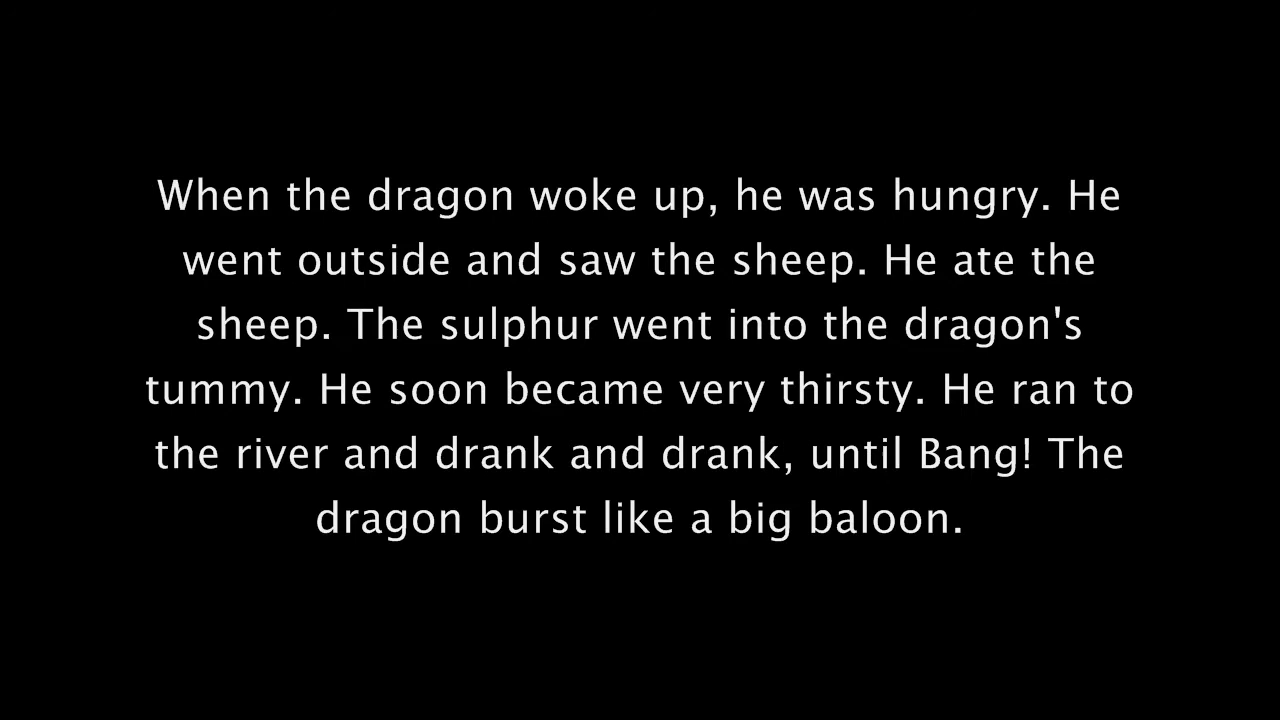 When the dragon woke up, he was hungry. He
went outside and saw the sheep. He ate the
sheep. The sulphur went into the dragon's
tummy. He soon became very thirsty. He ran to
the river and drank and drank, until Bang! The
dragon burst like a big baloon.